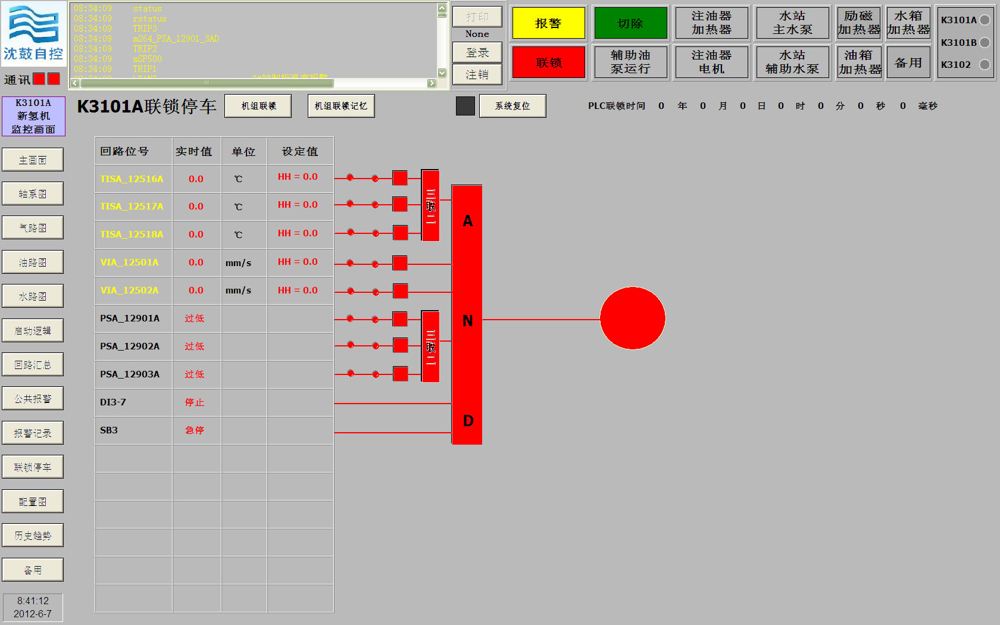 沈鼓自控
通讯
08:34:09 status
08:34:09 rstatus
08:34:09 TRIP3
08:34:09 m264_PSA_12901_3AD
08:34:09 TRIP2
08:34:09 mSP500
08:34:09 TRIP1
打印
None
登录
注销
报警
切除
注油器
加热器
水站
主水泵
励磁
加热器
水箱
加热器
联锁
辅助油
泵运行
注油器
电机
水站
辅助水泵
油箱
加热器
备用
K3101A
K3101B
K3102
K3101A
新氢机
监控画面
K3101A联锁停车
机组联锁
机组联锁记忆
系统复位
PLC联锁时间 0 年 0 月 0 日 0 时 0 分 0 秒 0 毫秒
主画面
轴系图
气路图
油路图
水路图
启动逻辑
回路汇总
公共报警
报警记录
联锁停车
配置图
历史趋势
备用
8:41:12
2012-6-7
回路位号 实时值 单位 设定值
TISA_12516A 0.0 ℃ HH = 0.0
TISA_12517A 0.0 ℃ HH = 0.0
TISA_12518A 0.0 ℃ HH = 0.0
VIA_12501A 0.0 mm/s HH = 0.0
VIA_12502A 0.0 mm/s HH = 0.0
PSA_12901A 过低
PSA_12902A 过低
PSA_12903A 过低
DI3-7 停止
SB3 急停
三取二
三取二
A
N
D